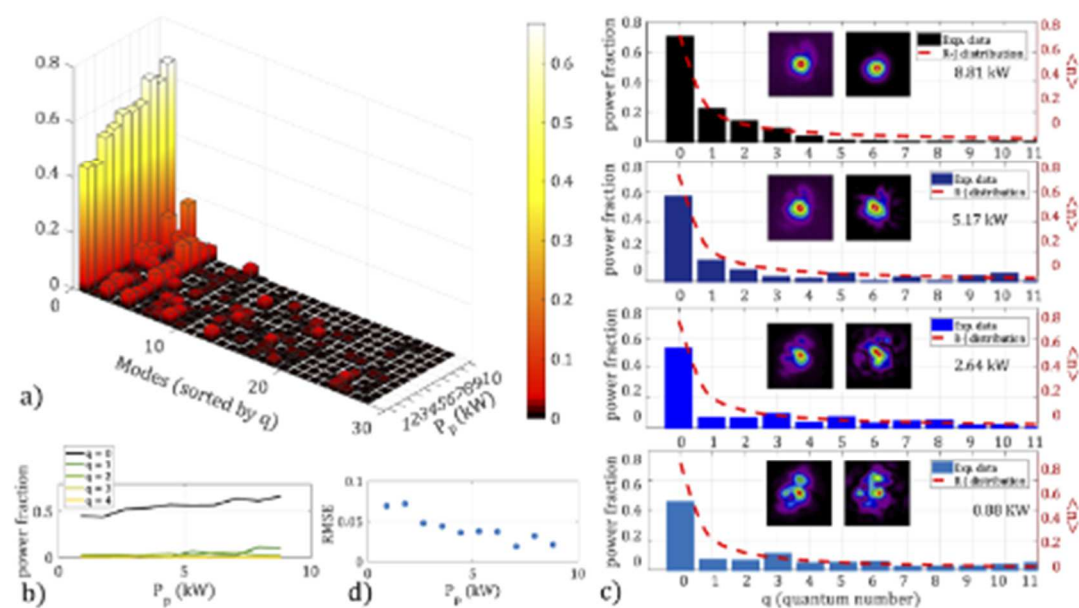 a)
0.8
0.6
0.4
0.2
0
0
10
20
30
Modes (sorted by q)
P_p (kW)
0.6
0.5
0.4
0.3
0.2
0.1
0
b)
power fraction
0.5
0
q = 0
q = 1
q = 2
q = 3
q = 4
0
5
10
P_p (kW)
d)
RMSE
0.1
0.05
0
0
5
10
P_p (kW)
c)
power fraction
0.8
0.6
0.4
0.2
0
Exp. data
R-J distribution
8.81 kW
0.8
0.6
0.4
0.2
0
<n>
0 1 2 3 4 5 6 7 8 9 10 11
power fraction
0.8
0.6
0.4
0.2
0
Exp. data
R-J distribution
5.17 kW
0.8
0.6
0.4
0.2
0
<n>
0 1 2 3 4 5 6 7 8 9 10 11
power fraction
0.8
0.6
0.4
0.2
0
Exp. data
R-J distribution
2.64 kW
0.8
0.6
0.4
0.2
0
<n>
0 1 2 3 4 5 6 7 8 9 10 11
power fraction
0.8
0.6
0.4
0.2
0
Exp. data
R-J distribution
0.88 KW
0.8
0.6
0.4
0.2
0
<n>
0 1 2 3 4 5 6 7 8 9 10 11
q (quantum number)